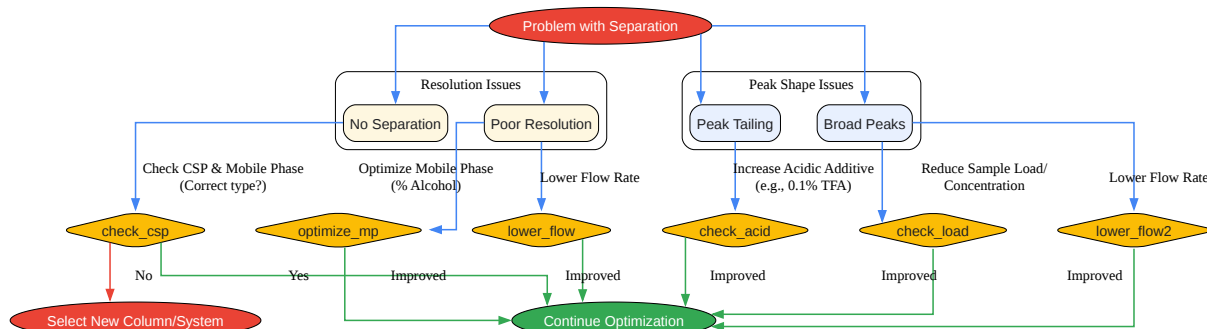 Problem with Separation
Resolution Issues
Peak Shape Issues
No Separation
Poor Resolution
Peak Tailing
Broad Peaks
Check CSP & Mobile Phase
(Correct type?)
Optimize Mobile Phase
(% Alcohol)
Lower Flow Rate
Increase Acidic Additive
(e.g., 0.1% TFA)
Reduce Sample Load/
Concentration
Lower Flow Rate
check_csp
optimize_mp
lower_flow
check_acid
check_load
lower_flow2
No
Yes
Improved
Improved
Improved
Improved
Improved
Select New Column/System
Continue Optimization